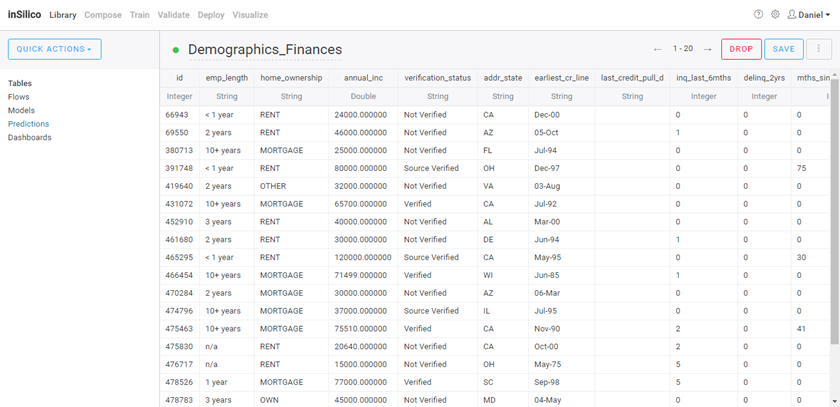 inSilico Library Compose Train Validate Deploy Visualize Daniel
QUICK ACTIONS
Demographics_Finances 1 - 20 DROP SAVE
Tables
Flows
Models
Predictions
Dashboards
id emp_length home_ownership annual_inc verification_status addr_state earliest_cr_line last_credit_pull_d inq_last_6mths delinq_2yrs mths_sin
Integer String String Double String String String String Integer Integer I
66943 < 1 year RENT 24000.000000 Not Verified CA Dec-00 0 0 0
69550 2 years RENT 46000.000000 Not Verified AZ 05-Oct 1 0 0
380713 10+ years MORTGAGE 25000.000000 Not Verified FL Jul-94 0 0 0
391748 < 1 year RENT 80000.000000 Source Verified OH Dec-97 0 0 75
419640 2 years OTHER 32000.000000 Not Verified VA 03-Aug 0 0 0
431072 10+ years MORTGAGE 65700.000000 Verified CA Jul-92 0 0 0
452910 3 years RENT 40000.000000 Not Verified AL Mar-00 0 0 0
461680 2 years RENT 30000.000000 Not Verified DE Jun-94 1 0 0
465295 < 1 year RENT 120000.000000 Source Verified CA May-95 0 0 30
466454 10+ years MORTGAGE 71499.000000 Verified WI Jun-85 1 0 0
470284 2 years MORTGAGE 30000.000000 Not Verified AZ 06-Mar 0 0 0
474796 10+ years MORTGAGE 37000.000000 Source Verified IL Jul-95 0 0 0
475463 10+ years MORTGAGE 75510.000000 Verified CA Nov-90 2 0 41
475830 n/a RENT 20640.000000 Not Verified CA Oct-00 2 0 0
476717 n/a RENT 15000.000000 Not Verified OH May-75 5 0 0
478526 1 year MORTGAGE 77000.000000 Verified SC Sep-98 5 0 0
478783 3 years OWN 45000.000000 Not Verified MD 04-May 0 0 0